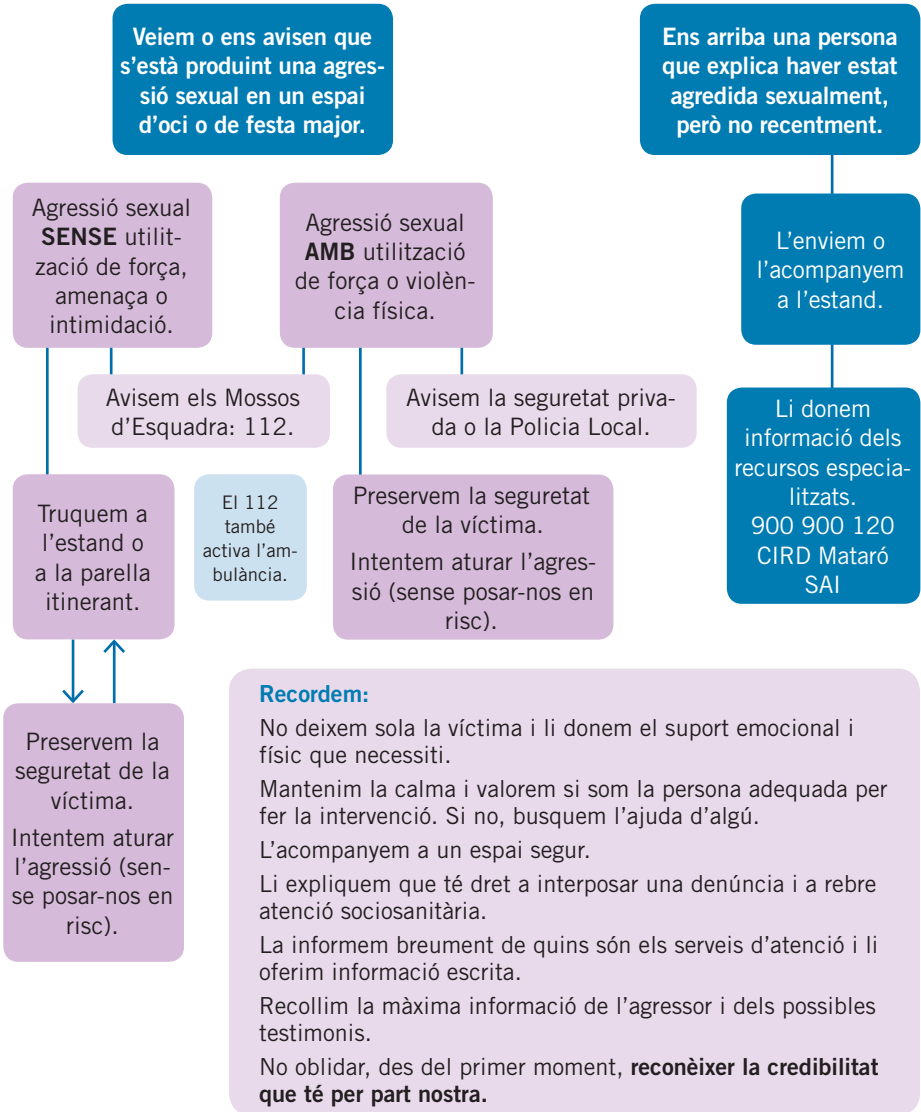 Veiem o ens avisen que
s’està produint una agres-
sió sexual en un espai
d’oci o de festa major.
Ens arriba una persona
que explica haver estat
agredida sexualment,
però no recentment.
Agressió sexual
SENSE utilit-
zació de força,
amenaça o
intimidació.
Agressió sexual
AMB utilització
de força o violèn-
cia física.
L’enviem o
l’acompanyem
a l’estand.
Avisem els Mossos
d’Esquadra: 112.
Avisem la seguretat priva-
da o la Policia Local.
Li donem
informació dels
recursos especia-
litzats.
900 900 120
CIRD Mataró
SAI
Truquem a
l’estand o
a la parella
itinerant.
El 112
també
activa l’am-
bulància.
Preservem la seguretat
de la víctima.
Intentem aturar l’agres-
sió (sense posar-nos en
risc).
Preservem la
seguretat de la
víctima.
Intentem aturar
l’agressió (sen-
se posar-nos en
risc).
Recordem:
No deixem sola la víctima i li donem el suport emocional i
físic que necessiti.
Mantenim la calma i valorem si som la persona adequada per
fer la intervenció. Si no, busquem l’ajuda d’algú.
L’acompanyem a un espai segur.
Li expliquem que té dret a interposar una denúncia i a rebre
atenció sociosanitària.
La informem breument de quins són els serveis d’atenció i li
oferim informació escrita.
Recollim la màxima informació de l’agressor i dels possibles
testimonis.
No oblidar, des del primer moment, reconèixer la credibilitat
que té per part nostra.